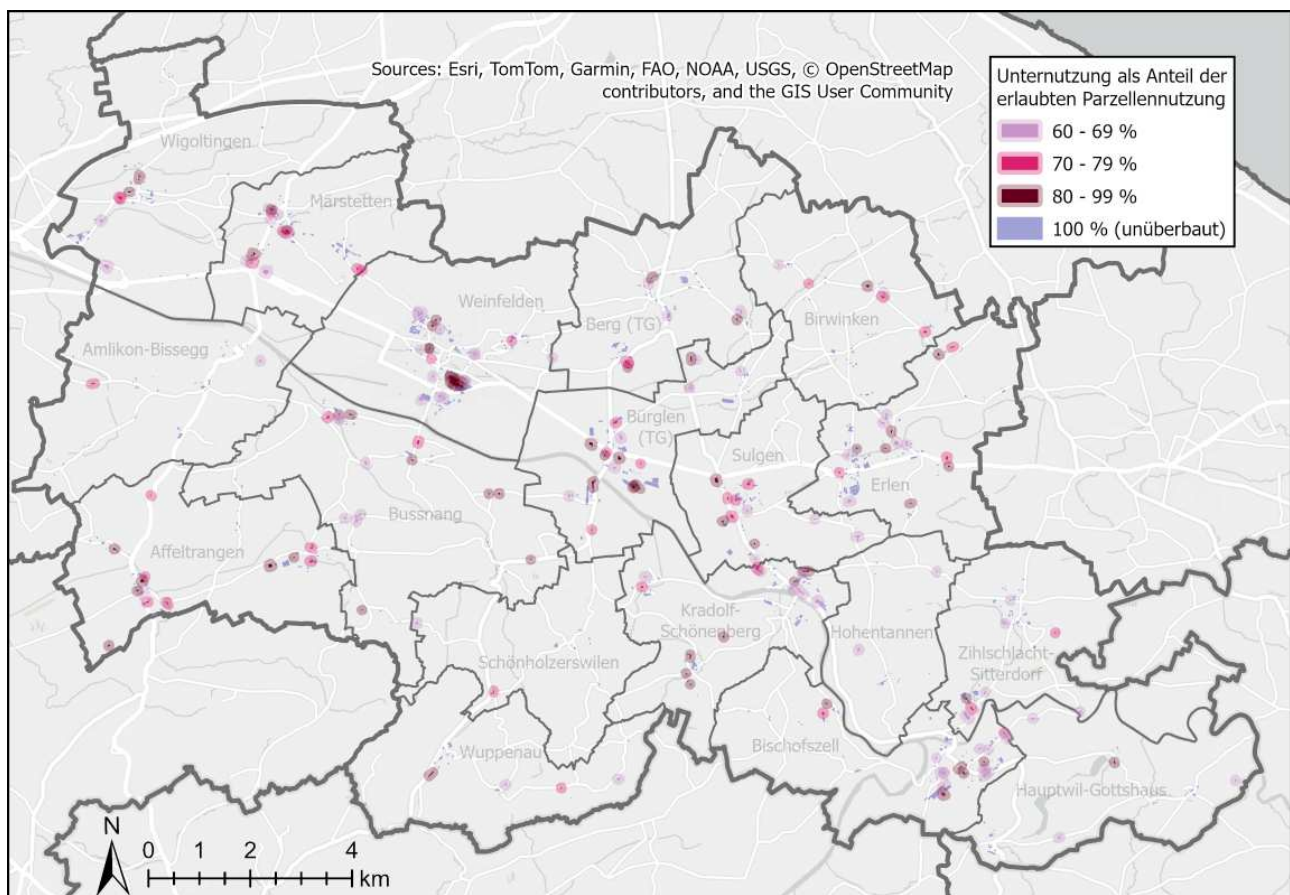 Sources: Esri, TomTom, Garmin, FAO, NOAA, USGS, © OpenStreetMap
contributors, and the GIS User Community
Unternutzung als Anteil der
erlaubten Parzellennutzung
60 - 69 %
70 - 79 %
80 - 99 %
100 % (unüberbaut)
Wigoltingen
Märstetten
Weinfelden
Berg (TG)
Birwinken
Amlikon-Bissegg
Bürglen
(TG)
Sulgen
Erlen
Bussnang
Affeltrangen
Kradolf-
Schönenberg
Hohentannen
Schönholzerswilen
Zihlschlacht-
Sitterdorf
Wuppenau
Bischofszell
Hauptwil-Gottshaus
N
0 1 2 4
km